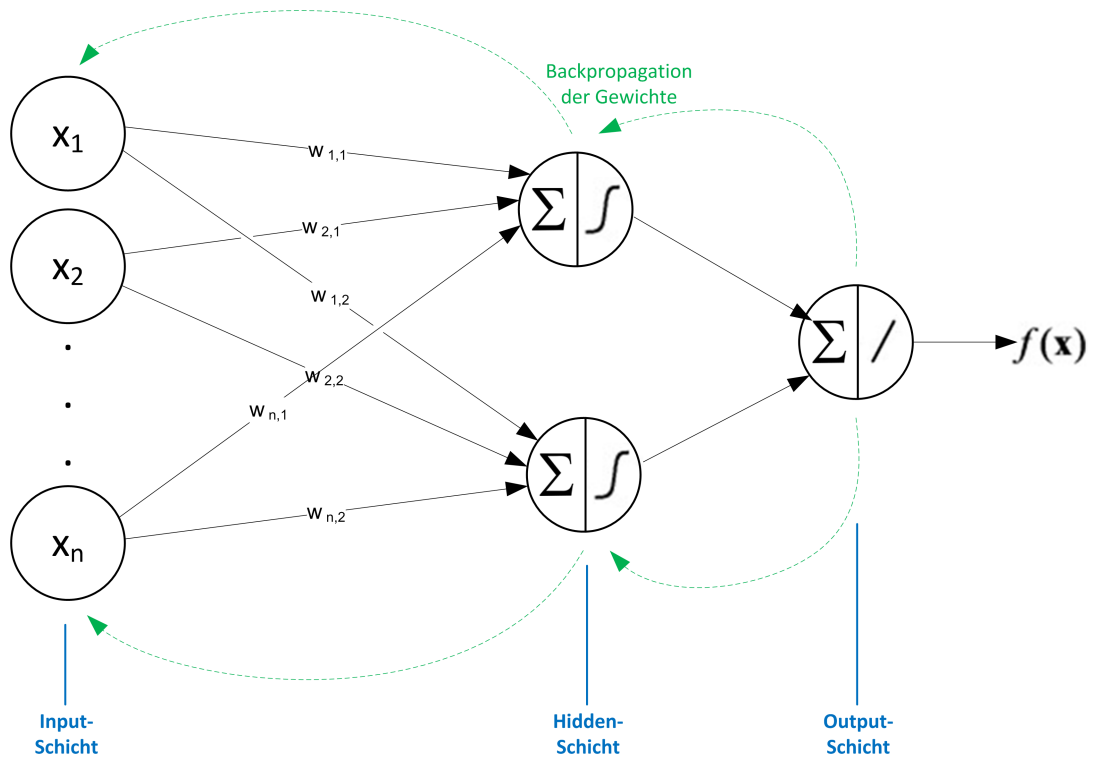 Backpropagation
der Gewichte
x1
w 1,1
Σ ∫
x2
w 2,1
w 1,2
Σ /
f(x)
w 2,2
w n,1
Σ ∫
xn
w n,2
Input-
Schicht
Hidden-
Schicht
Output-
Schicht